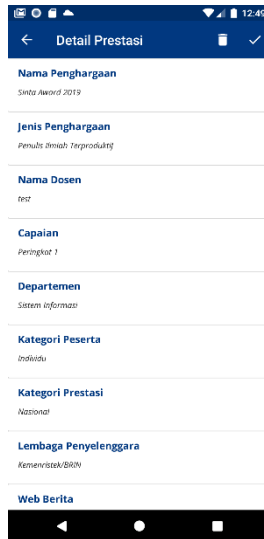 12:49
Detail Prestasi
Nama Penghargaan
Sinta Award 2019
Jenis Penghargaan
Penulis Ilmiah Terproduktif
Nama Dosen
test
Capaian
Peringkat 1
Departemen
Sistem Informasi
Kategori Peserta
Individu
Kategori Prestasi
Nasional
Lembaga Penyelenggara
Kemenristek/BRIN
Web Berita